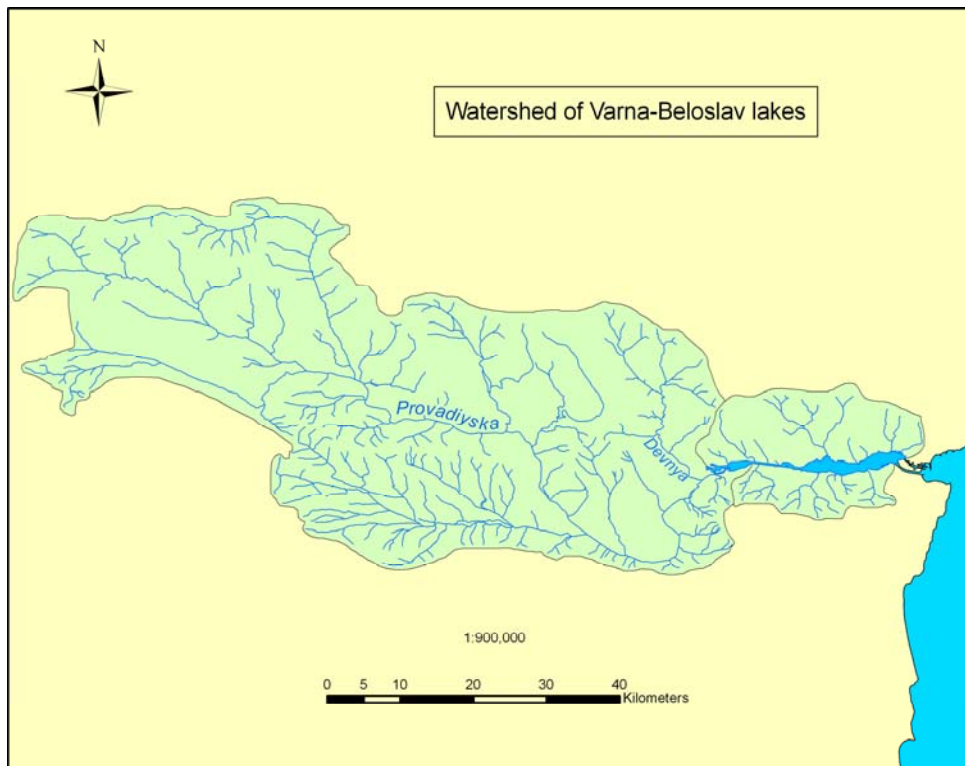 N
Watershed of Varna-Beloslav lakes
Provadiyska
Devnya
1:900,000
0 5 10 20 30 40
Kilometers